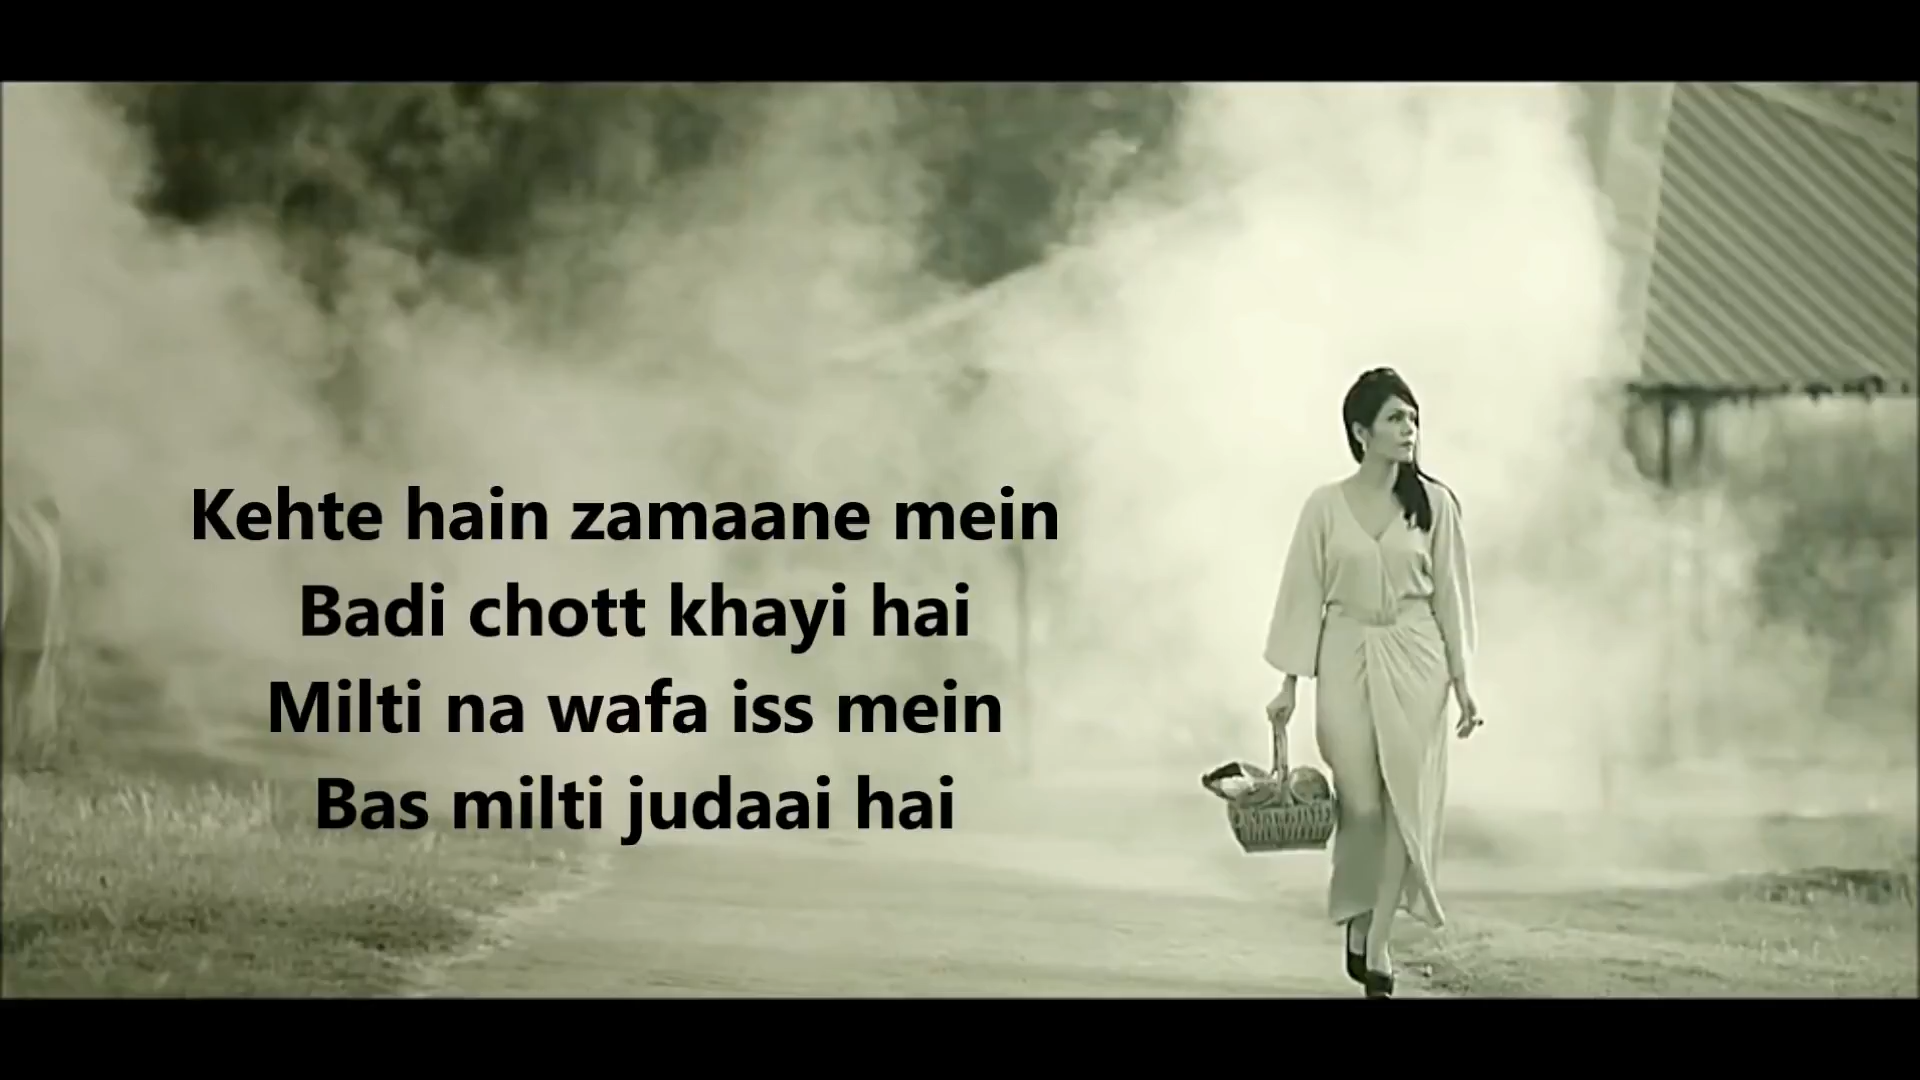 Kehte hain zamaane mein
Badi chott khayi hai
Milti na wafa iss mein
Bas milti judaai hai